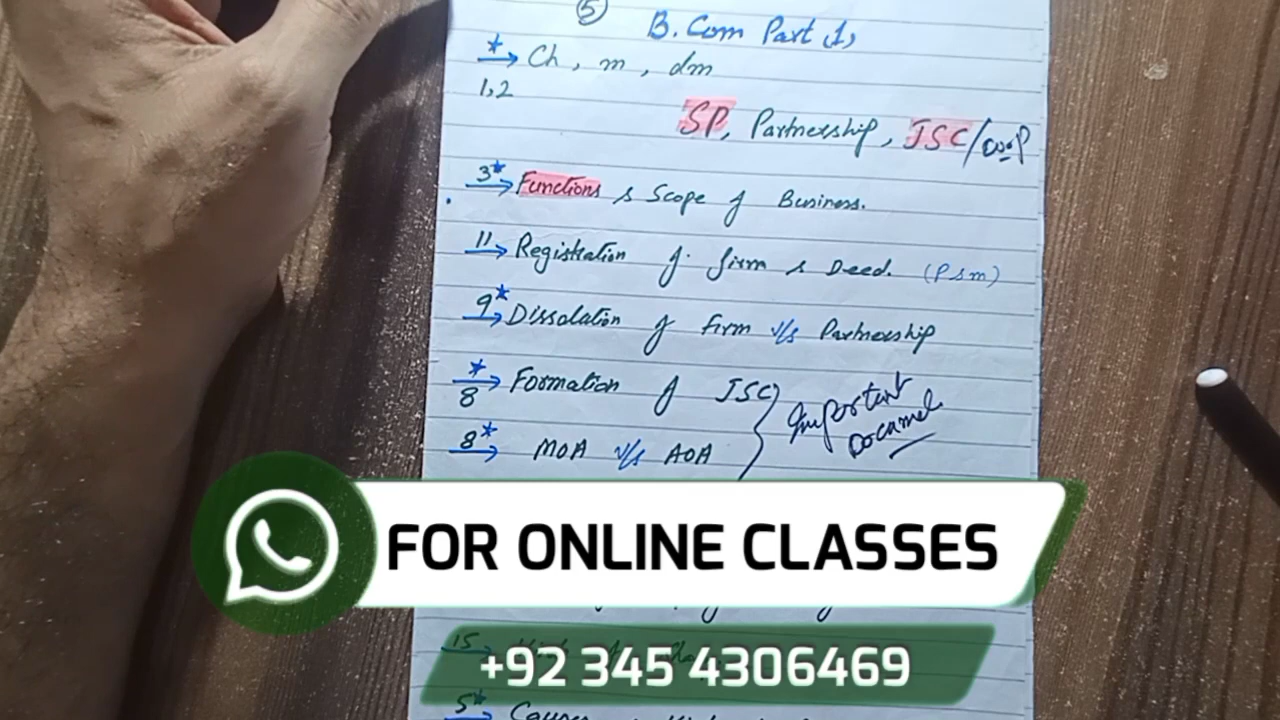 5
B. Com Part (1)
* → Ch, m, dm
1,2
SP, Partnership, JSC/coop
3* → Functions & Scope of Business.
11 → Registration of firm & Deed. (P s m)
9* → Dissolation of Firm v/s Partnership
* → Formation of JSC
8
Important
Document
8* → MOA v/s AOA
FOR ONLINE CLASSES
15
+92 345 4306469
5*